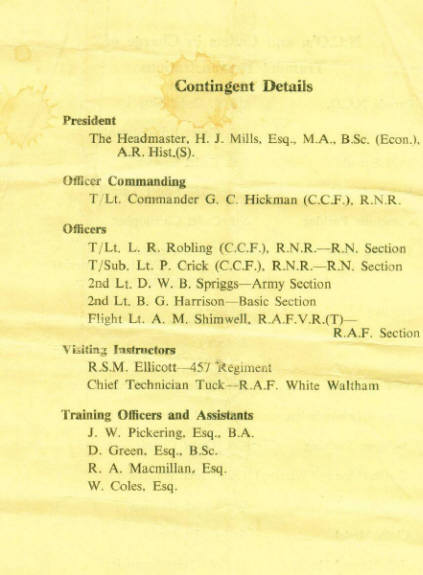 Contingent Details
President
The Headmaster, H. J. Mills, Esq., M.A., B.Sc. (Econ.),
A.R. Hist.(S).
Officer Commanding
T/Lt. Commander G. C. Hickman (C.C.F.), R.N.R.
Officers
T/Lt. L. R. Robling (C.C.F.), R.N.R.—R.N. Section
T/Sub. Lt. P. Crick (C.C.F.), R.N.R.—R.N. Section
2nd Lt. D. W. B. Spriggs—Army Section
2nd Lt. B. G. Harrison—Basic Section
Flight Lt. A. M. Shimwell, R.A.F.V.R.(T)—
R.A.F. Section
Visiting Instructors
R.S.M. Ellicott—457 Regiment
Chief Technician Tuck—R.A.F. White Waltham
Training Officers and Assistants
J. W. Pickering, Esq., B.A.
D. Green, Esq., B.Sc.
R. A. Macmillan, Esq.
W. Coles, Esq.